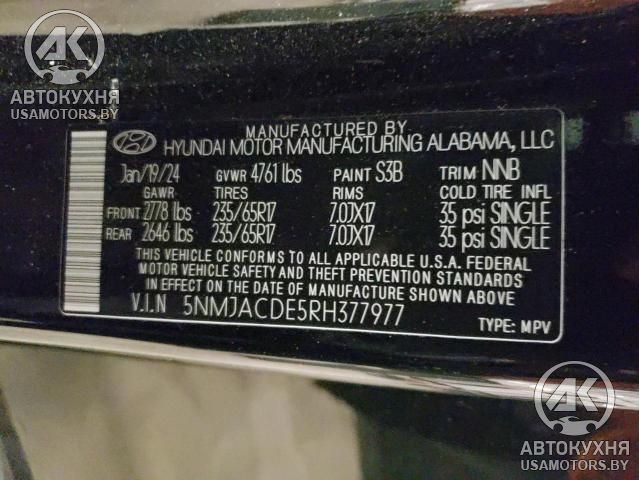 AK
АВТОКУХНЯ
USAMOTORS.BY
MANUFACTURED BY
HYUNDAI MOTOR MANUFACTURING ALABAMA, LLC
Jan/19/24 GVWR 4761 lbs PAINT S3B TRIM NNB
GAWR TIRES RIMS COLD TIRE INFL
FRONT 2778 lbs 235/65R17 7.0JX17 35 psi SINGLE
REAR 2646 lbs 235/65R17 7.0JX17 35 psi SINGLE
THIS VEHICLE CONFORMS TO ALL APPLICABLE U.S.A. FEDERAL
MOTOR VEHICLE SAFETY AND THEFT PREVENTION STANDARDS
IN EFFECT ON THE DATE OF MANUFACTURE SHOWN ABOVE.
V.I.N 5NMJACDE5RH377977
TYPE: MPV
AK
АВТОКУХНЯ
USAMOTORS.BY